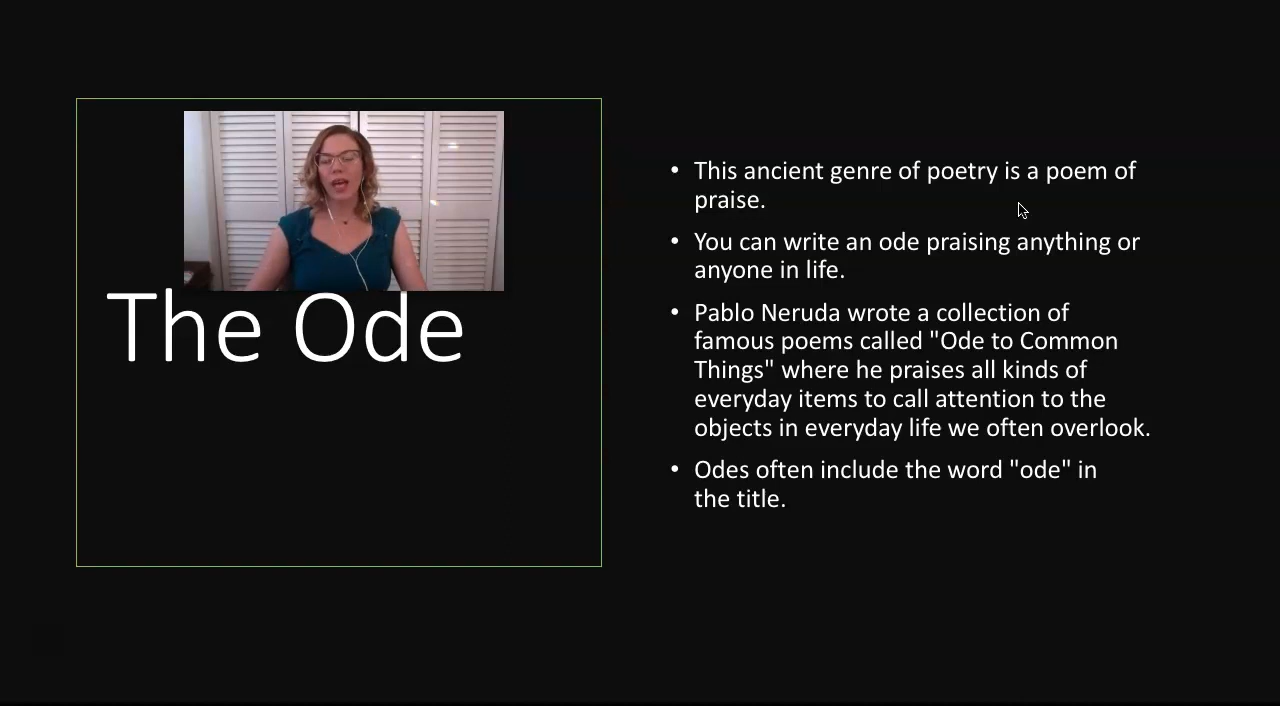 The Ode
• This ancient genre of poetry is a poem of
praise.
• You can write an ode praising anything or
anyone in life.
• Pablo Neruda wrote a collection of
famous poems called "Ode to Common
Things" where he praises all kinds of
everyday items to call attention to the
objects in everyday life we often overlook.
• Odes often include the word "ode" in
the title.